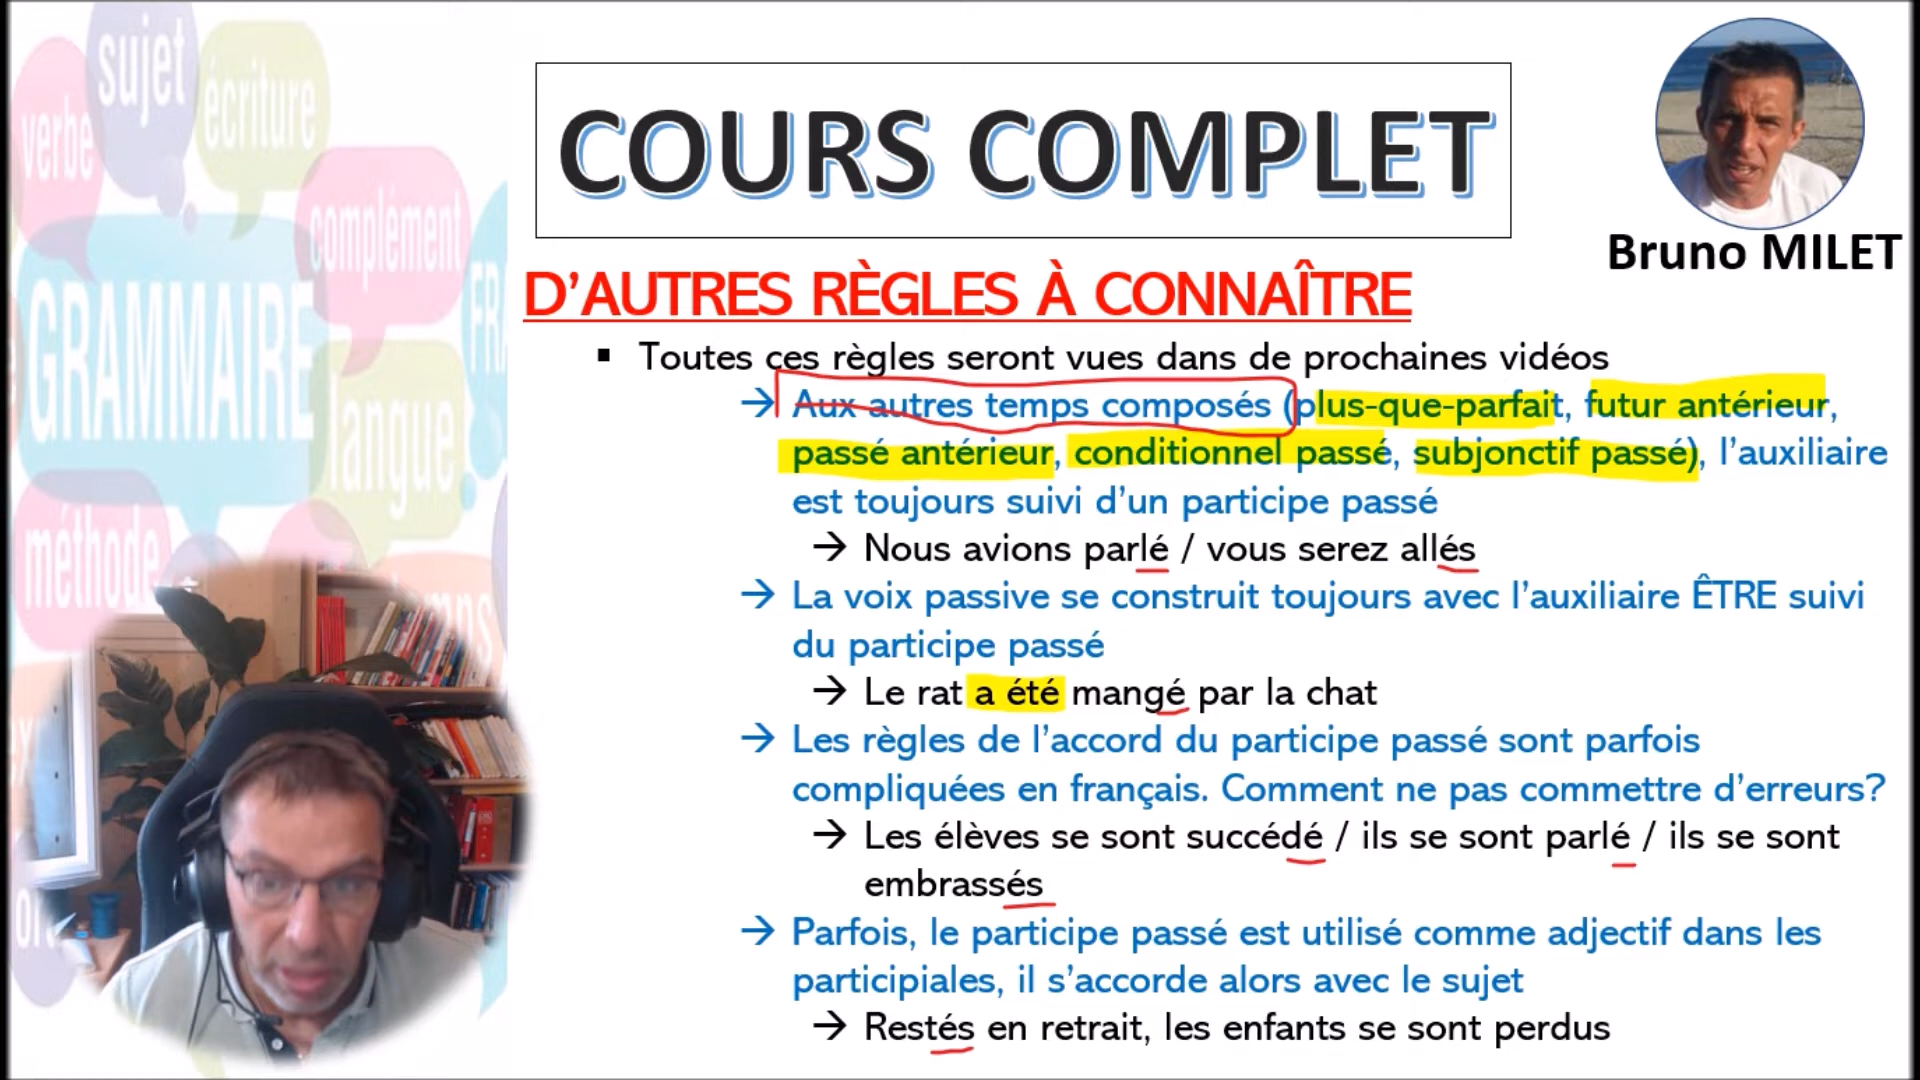 sujet
verbe
écriture
complément
GRAMMAIRE
FR
langue
méthode
COURS COMPLET
Bruno MILET
D'AUTRES RÈGLES À CONNAÎTRE
▪ Toutes ces règles seront vues dans de prochaines vidéos
→ Aux autres temps composés (plus-que-parfait, futur antérieur,
passé antérieur, conditionnel passé, subjonctif passé), l'auxiliaire
est toujours suivi d'un participe passé
→ Nous avions parlé / vous serez allés
→ La voix passive se construit toujours avec l'auxiliaire ÊTRE suivi
du participe passé
→ Le rat a été mangé par la chat
→ Les règles de l'accord du participe passé sont parfois
compliquées en français. Comment ne pas commettre d'erreurs?
→ Les élèves se sont succédé / ils se sont parlé / ils se sont
embrassés
→ Parfois, le participe passé est utilisé comme adjectif dans les
participiales, il s'accorde alors avec le sujet
→ Restés en retrait, les enfants se sont perdus